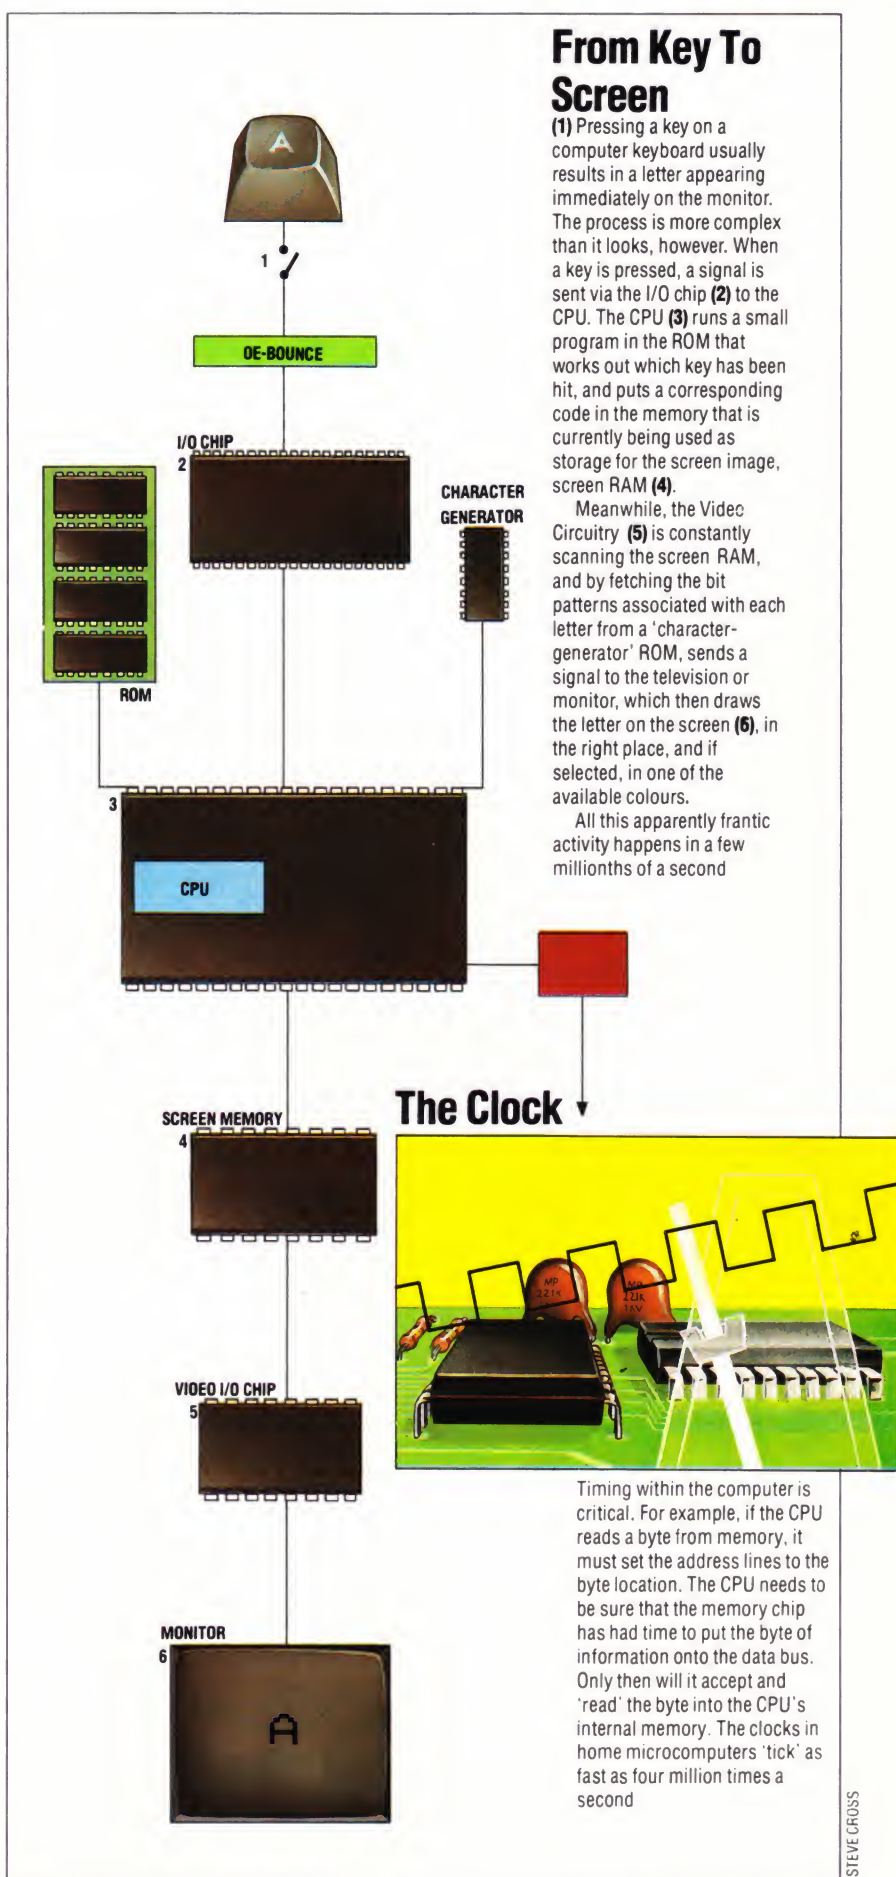 From Key To
Screen
(1) Pressing a key on a
computer keyboard usually
results in a letter appearing
immediately on the monitor.
The process is more complex
than it looks, however. When
a key is pressed, a signal is
sent via the I/O chip (2) to the
CPU. The CPU (3) runs a small
program in the ROM that
works out which key has been
hit, and puts a corresponding
code in the memory that is
currently being used as
storage for the screen image,
screen RAM (4).
Meanwhile, the Video
Circuitry (5) is constantly
scanning the screen RAM,
and by fetching the bit
patterns associated with each
letter from a 'character-
generator' ROM, sends a
signal to the television or
monitor, which then draws
the letter on the screen (6), in
the right place, and if
selected, in one of the
available colours.
All this apparently frantic
activity happens in a few
millionths of a second
A
1
OE-BOUNCE
I/O CHIP
2
CHARACTER
GENERATOR
ROM
3
CPU
SCREEN MEMORY
4
VIDEO I/O CHIP
5
MONITOR
6
A
The Clock
MP
221K
MP
221K
1KV
Timing within the computer is
critical. For example, if the CPU
reads a byte from memory, it
must set the address lines to the
byte location. The CPU needs to
be sure that the memory chip
has had time to put the byte of
information onto the data bus.
Only then will it accept and
'read' the byte into the CPU's
internal memory. The clocks in
home microcomputers 'tick' as
fast as four million times a
second
STEVE CROSS